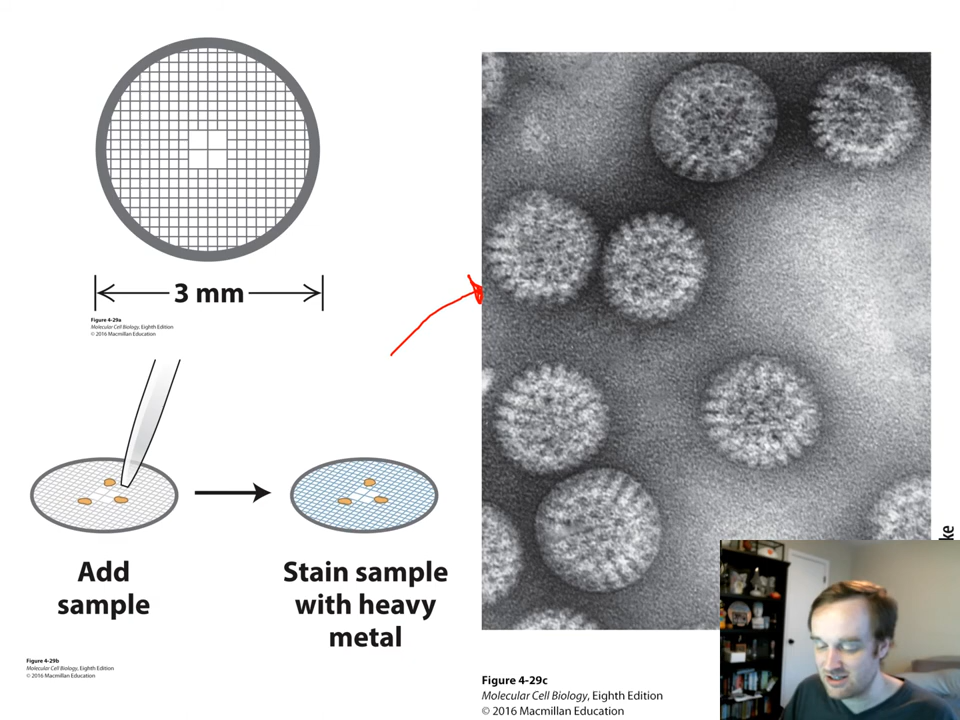 3 mm
Figure 4-29a
Molecular Cell Biology, Eighth Edition
© 2016 Macmillan Education
Add
sample
Stain sample
with heavy
metal
Figure 4-29b
Molecular Cell Biology, Eighth Edition
© 2016 Macmillan Education
ke
Figure 4-29c
Molecular Cell Biology, Eighth Edition
© 2016 Macmillan Education